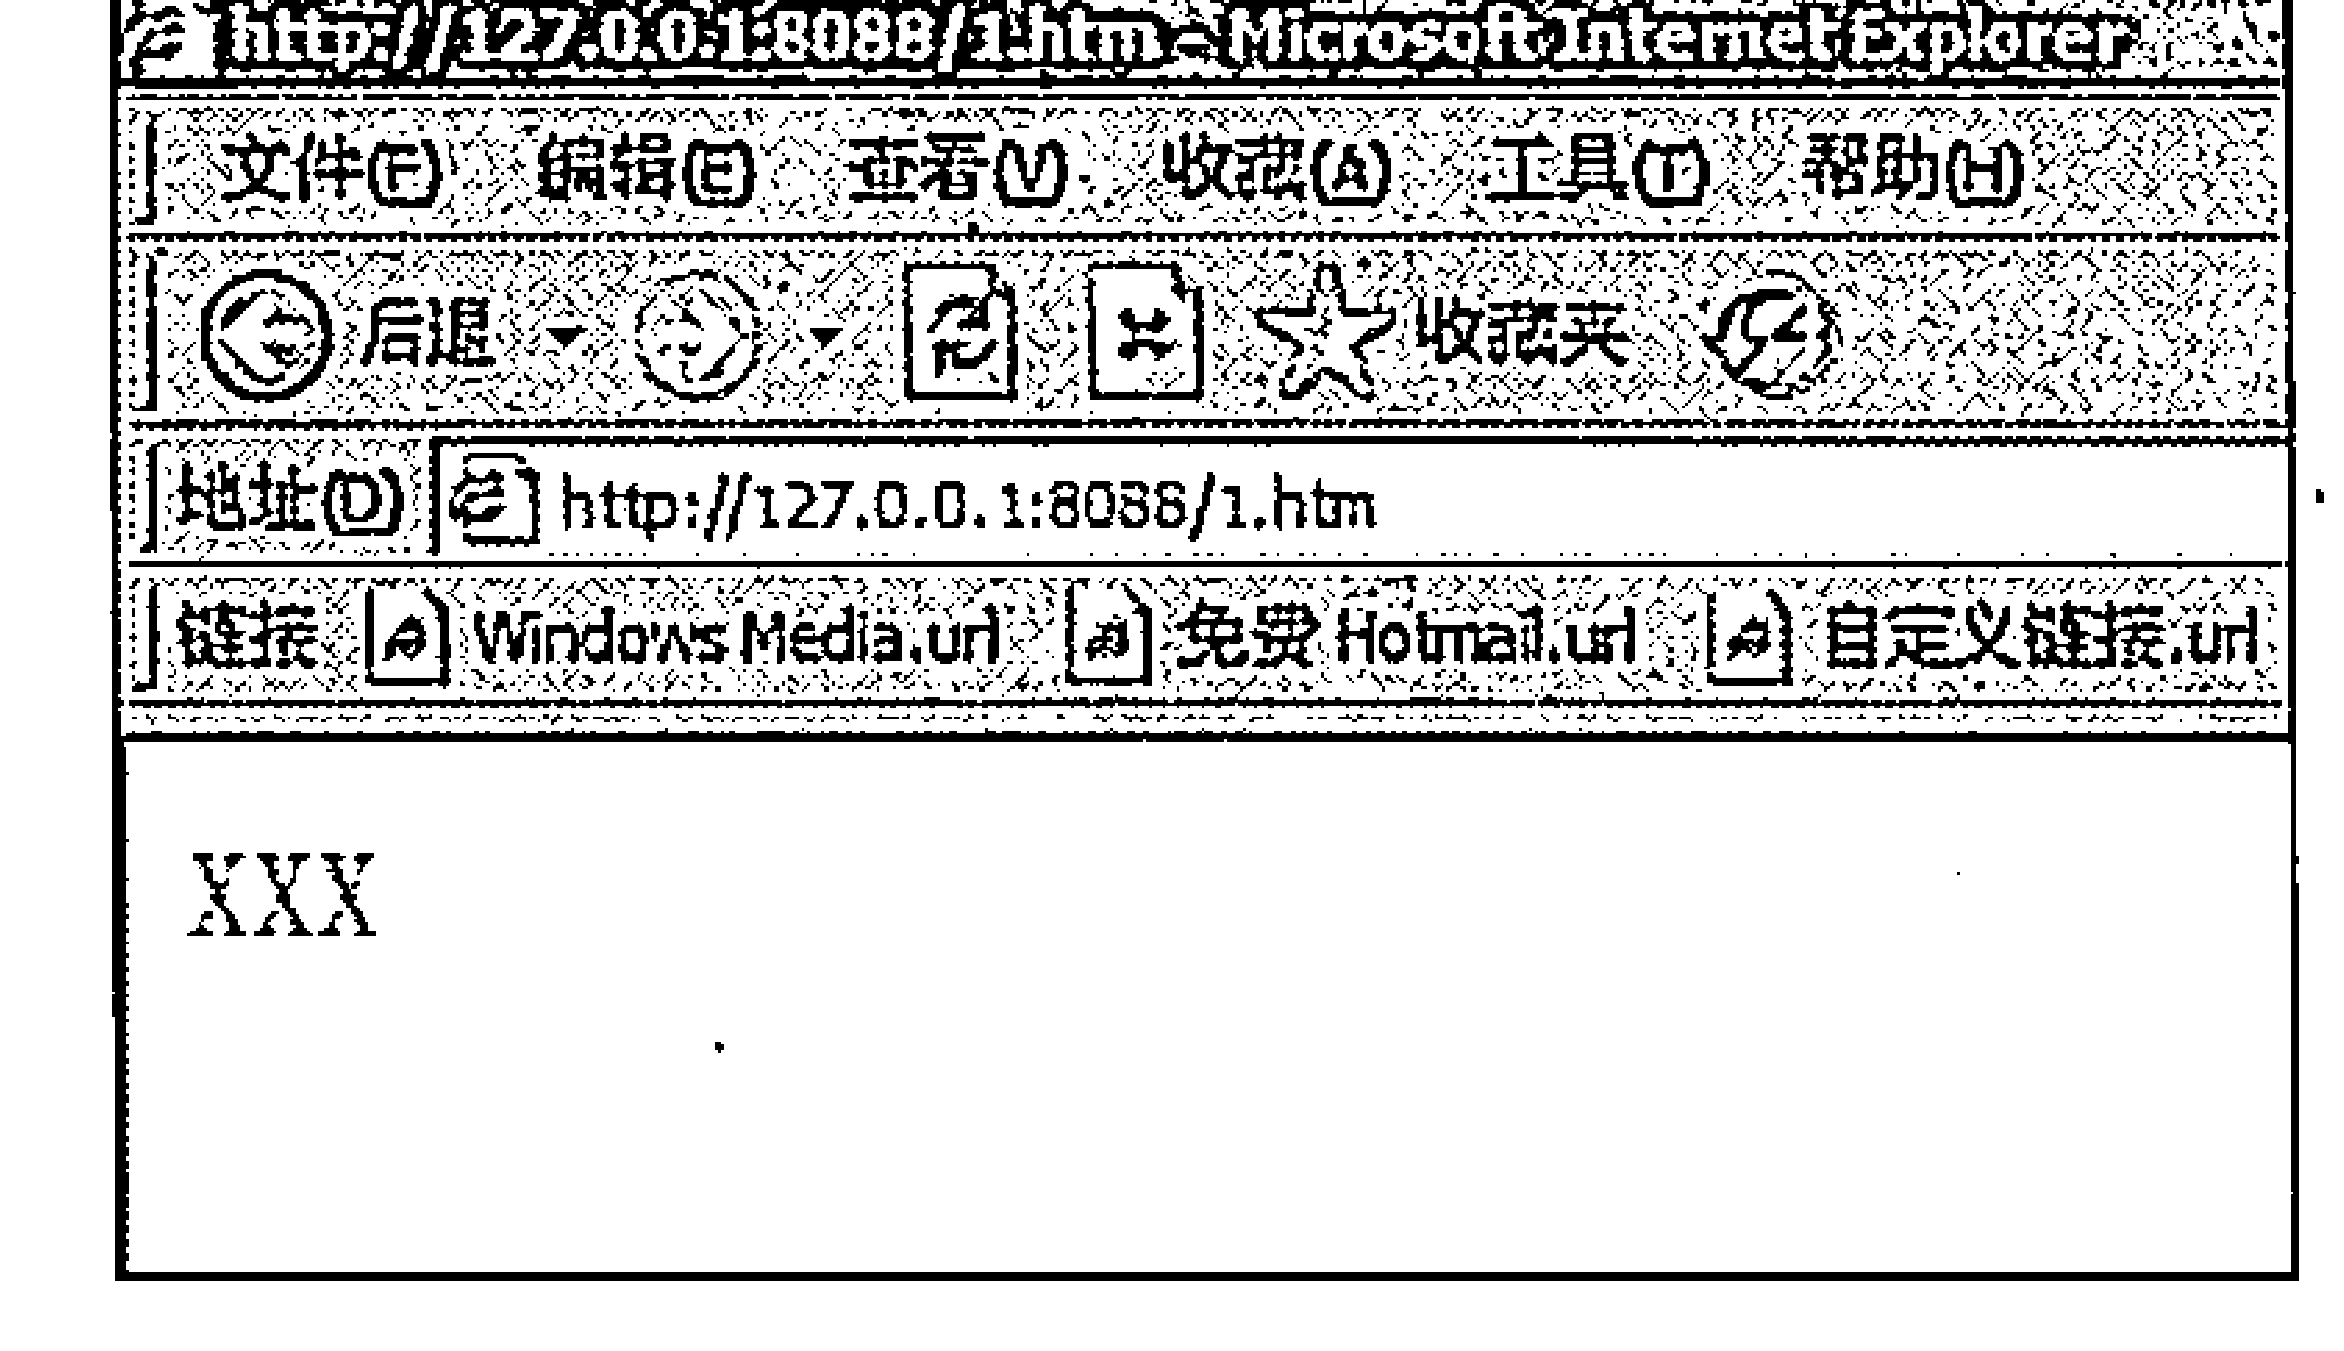 http://127.0.0.1:8088/1.htm - Microsoft Internet Explorer
文件(F) 编辑(E) 查看(V) 收藏(A) 工具(T) 帮助(H)
后退 收藏夹
地址(D) http://127.0.0.1:8088/1.htm
链接 Windows Media.url 免费 Hotmail.url 自定义链接.url
XXX